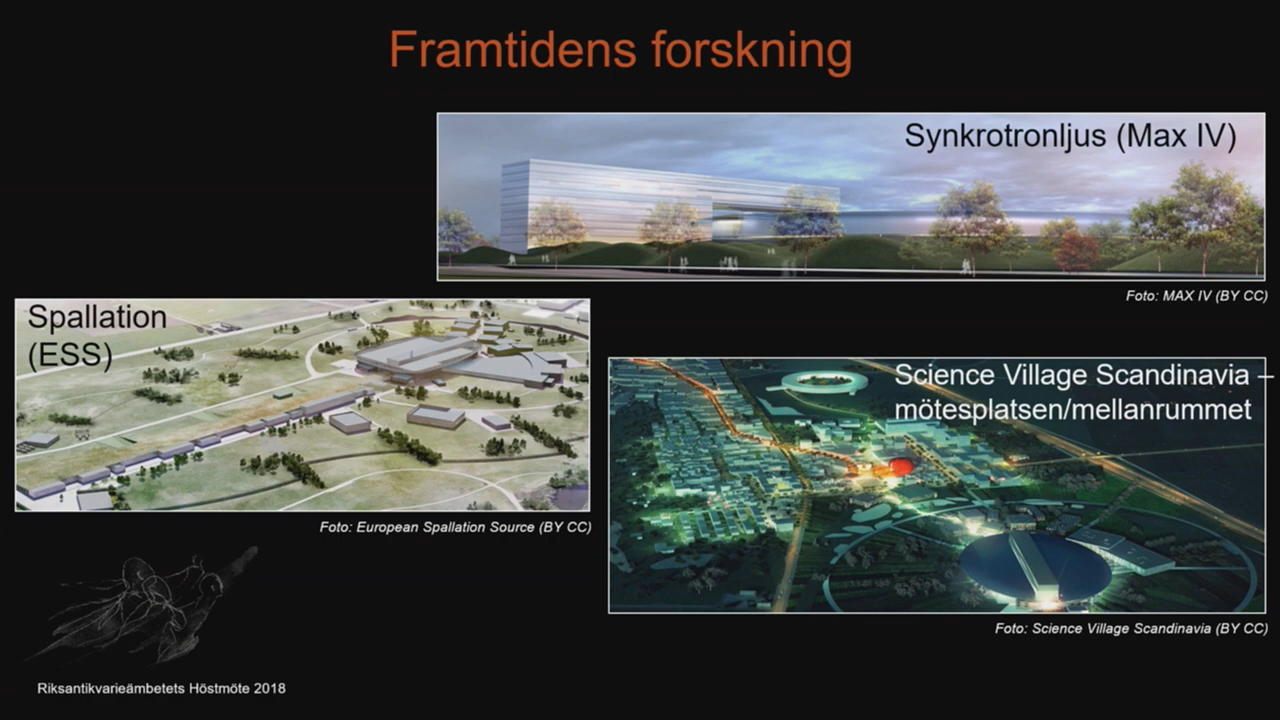 Framtidens forskning
Synkrotronljus (Max IV)
Foto: MAX IV (BY CC)
Spallation
(ESS)
Foto: European Spallation Source (BY CC)
Science Village Scandinavia –
mötesplatsen/mellanrummet
Foto: Science Village Scandinavia (BY CC)
Riksantikvarieämbetets Höstmöte 2018